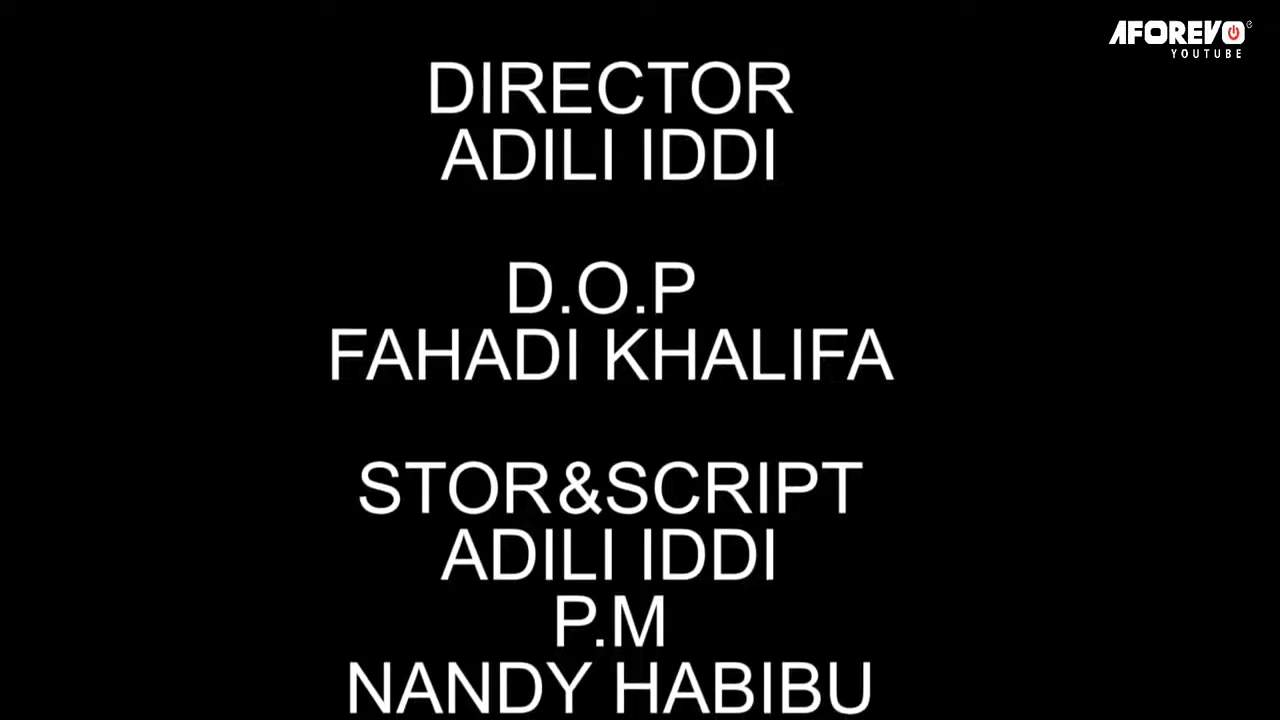 AFOREVO
YOUTUBE
DIRECTOR
ADILI IDDI
D.O.P
FAHADI KHALIFA
STOR&SCRIPT
ADILI IDDI
P.M
NANDY HABIBU